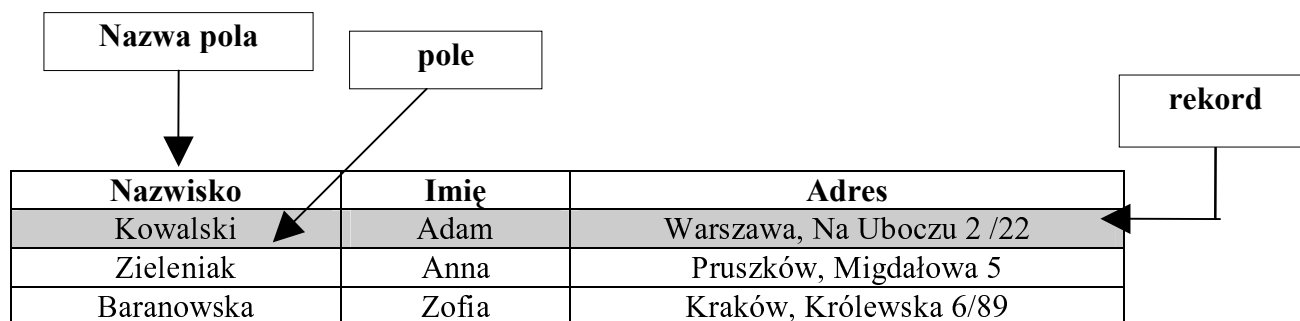 Nazwa pola
pole
rekord
Nazwisko Imię Adres
Kowalski Adam Warszawa, Na Uboczu 2 /22
Zieleniak Anna Pruszków, Migdałowa 5
Baranowska Zofia Kraków, Królewska 6/89